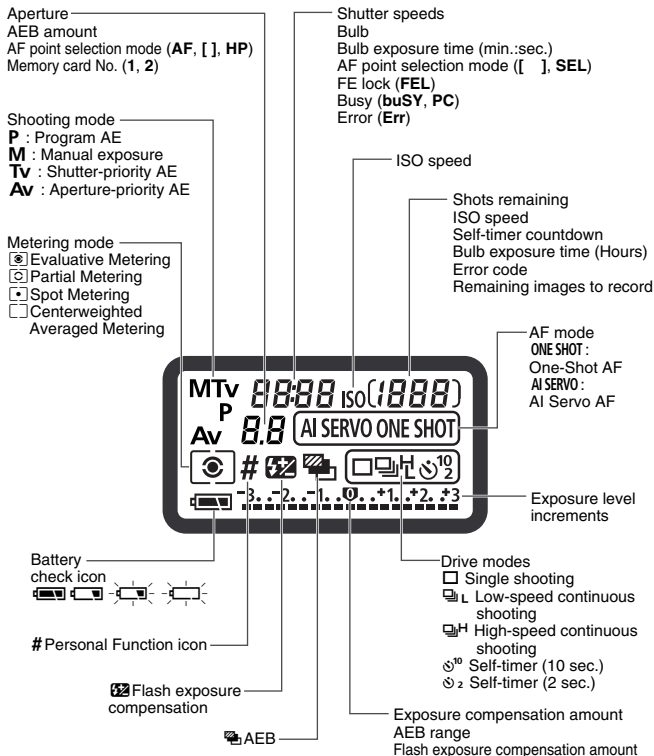 Aperture
AEB amount
AF point selection mode (AF, [ ], HP)
Memory card No. (1, 2)
Shutter speeds
Bulb
Bulb exposure time (min.:sec.)
AF point selection mode ([ ], SEL)
FE lock (FEL)
Busy (buSY, PC)
Error (Err)
Shooting mode
P : Program AE
M : Manual exposure
Tv : Shutter-priority AE
Av : Aperture-priority AE
ISO speed
Shots remaining
ISO speed
Self-timer countdown
Bulb exposure time (Hours)
Error code
Remaining images to record
Metering mode
Evaluative Metering
Partial Metering
Spot Metering
Centerweighted
Averaged Metering
AF mode
ONE SHOT :
One-Shot AF
AI SERVO :
AI Servo AF
MTv 88:88 ISO (1888)
P
Av 8.8 AI SERVO ONE SHOT
# H L 10 2
-3..-2..-1..0..+1..+2..+3
Exposure level
increments
Battery
check icon
# Personal Function icon
Flash exposure
compensation
AEB
Drive modes
Single shooting
L Low-speed continuous
shooting
H High-speed continuous
shooting
10 Self-timer (10 sec.)
2 Self-timer (2 sec.)
Exposure compensation amount
AEB range
Flash exposure compensation amount